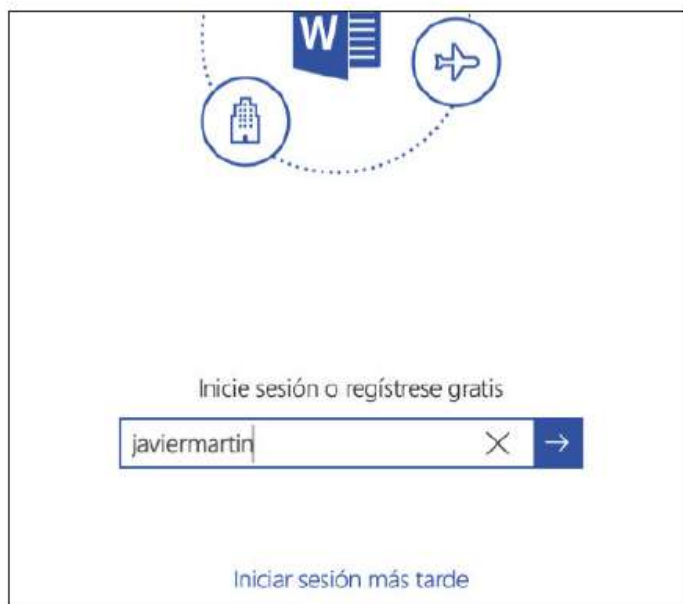 W
Inicie sesión o regístrese gratis
javiermartin
Iniciar sesión más tarde